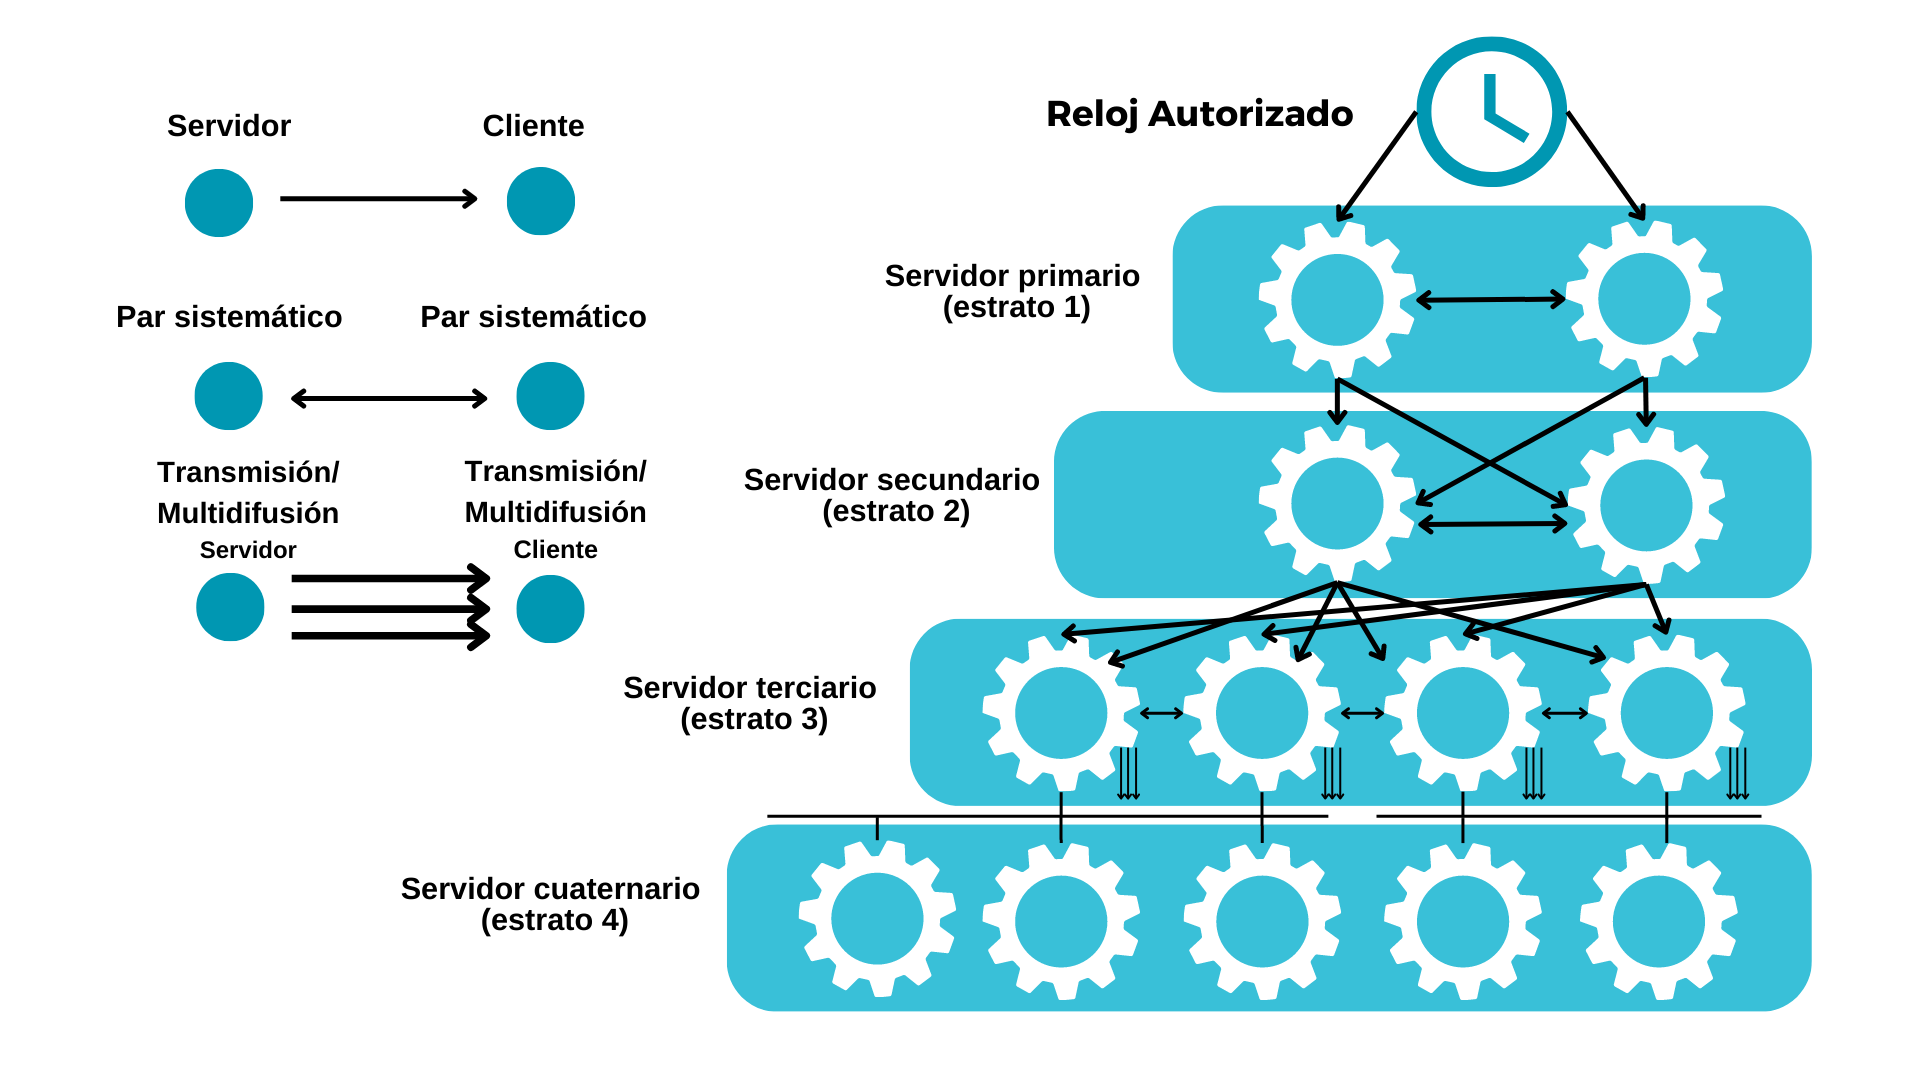 Servidor
Cliente
Par sistemático
Par sistemático
Transmisión/
Multidifusión
Servidor
Transmisión/
Multidifusión
Cliente
Reloj Autorizado
Servidor primario
(estrato 1)
Servidor secundario
(estrato 2)
Servidor terciario
(estrato 3)
Servidor cuaternario
(estrato 4)